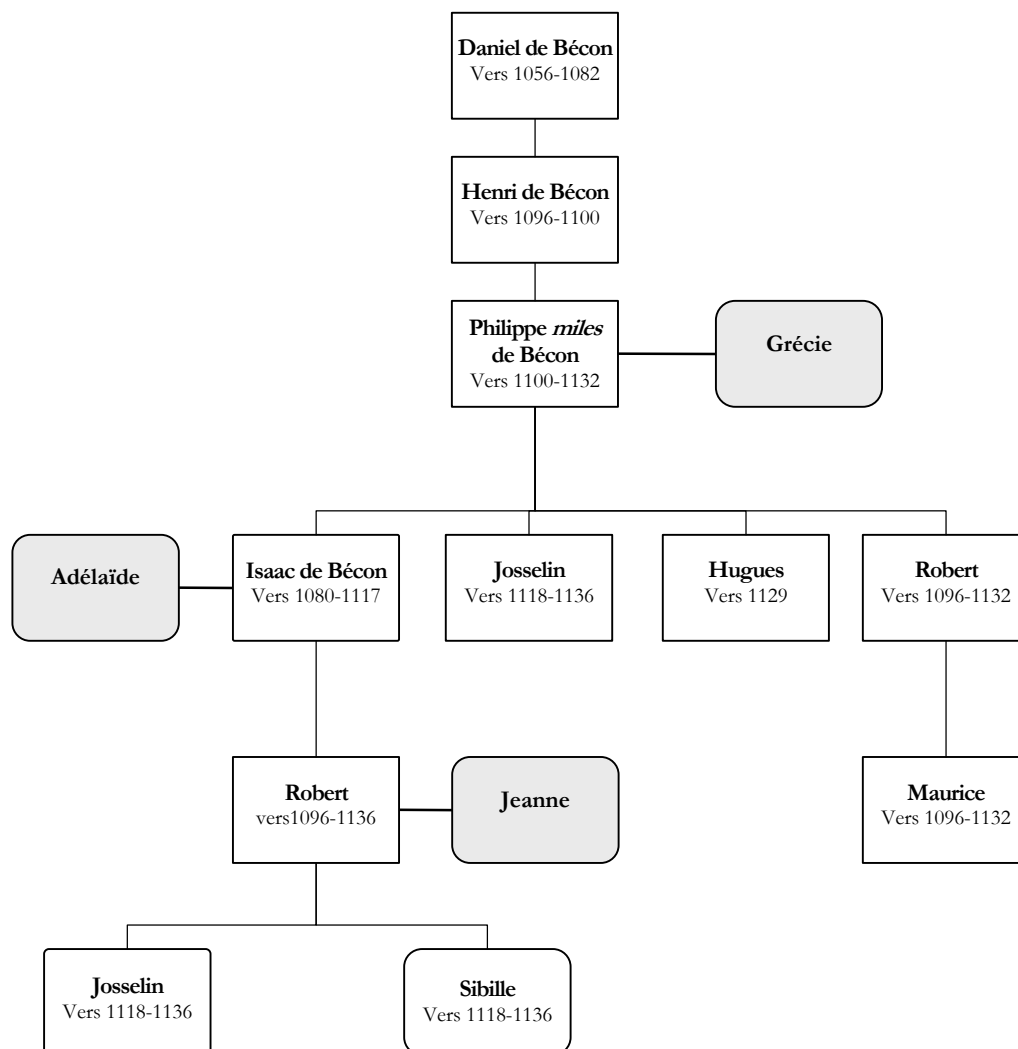 Daniel de Bécon
Vers 1056-1082
Henri de Bécon
Vers 1096-1100
Philippe miles
de Bécon
Vers 1100-1132
Grécie
Adélaïde
Isaac de Bécon
Vers 1080-1117
Josselin
Vers 1118-1136
Hugues
Vers 1129
Robert
Vers 1096-1132
Robert
vers1096-1136
Jeanne
Maurice
Vers 1096-1132
Josselin
Vers 1118-1136
Sibille
Vers 1118-1136